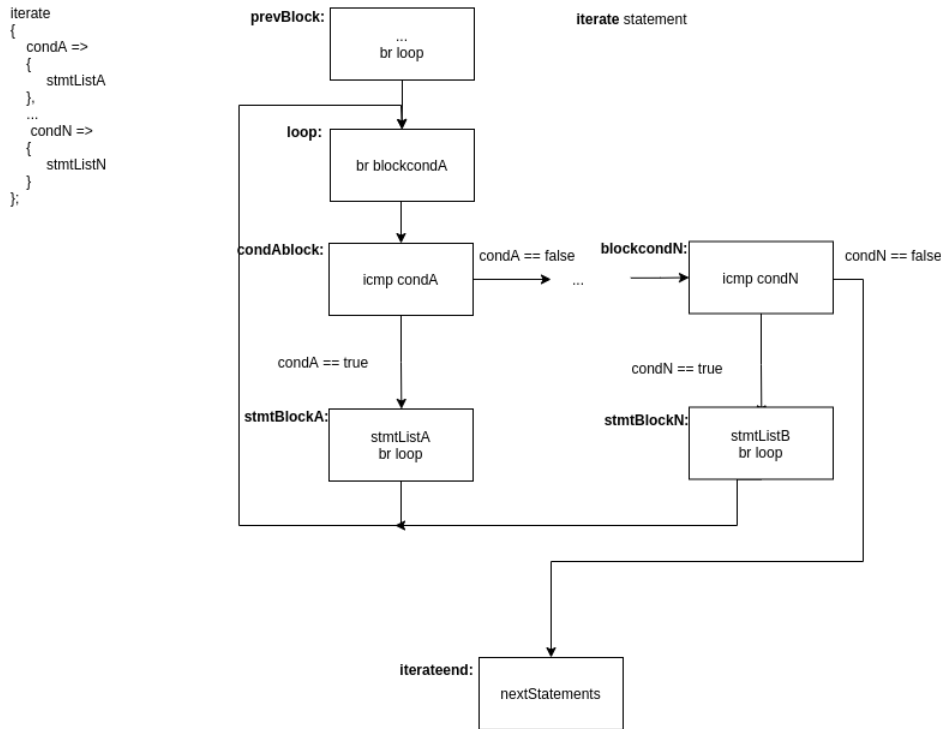 iterate
{
condA =>
{
stmtListA
},
...
condN =>
{
stmtListN
}
};
iterate statement
prevBlock:
...
br loop
loop:
br blockcondA
condAblock:
icmp condA
condA == false
...
blockcondN:
icmp condN
condN == false
condA == true
condN == true
stmtBlockA:
stmtListA
br loop
stmtBlockN:
stmtListB
br loop
iterateend:
nextStatements